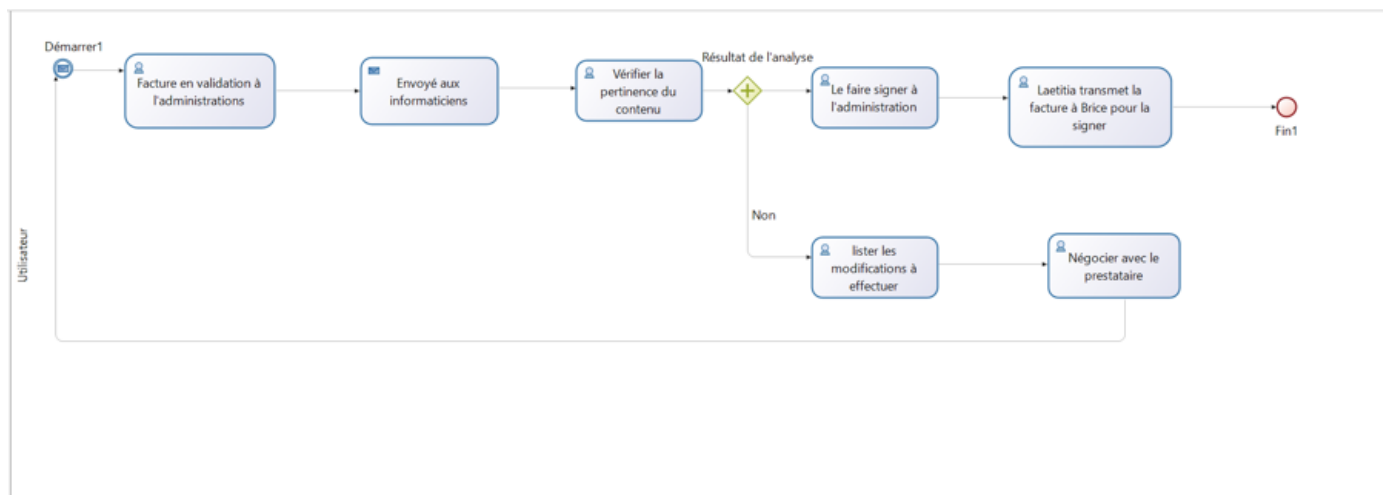 Démarrer1
Facture en validation à
l'administrations
Envoyé aux
informaticiens
Vérifier la
pertinence du
contenu
Résultat de l'analyse
Le faire signer à
l'administration
Laetitia transmet la
facture à Brice pour la
signer
Fin1
Non
lister les
modifications à
effectuer
Négocier avec le
prestataire
Utilisateur